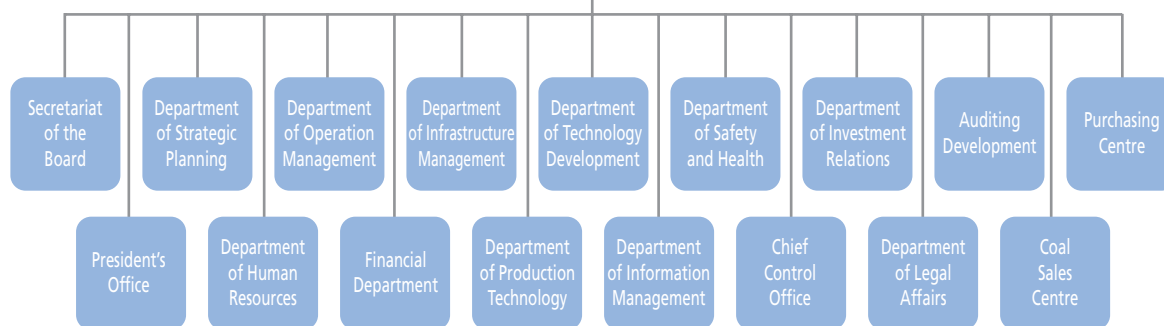 Secretariat
of the
Board
Department
of Strategic
Planning
Department
of Operation
Management
Department
of Infrastructure
Management
Department
of Technology
Development
Department
of Safety
and Health
Department
of Investment
Relations
Auditing
Development
Purchasing
Centre
President's
Office
Department
of Human
Resources
Financial
Department
Department
of Production
Technology
Department
of Information
Management
Chief
Control
Office
Department
of Legal
Affairs
Coal
Sales
Centre